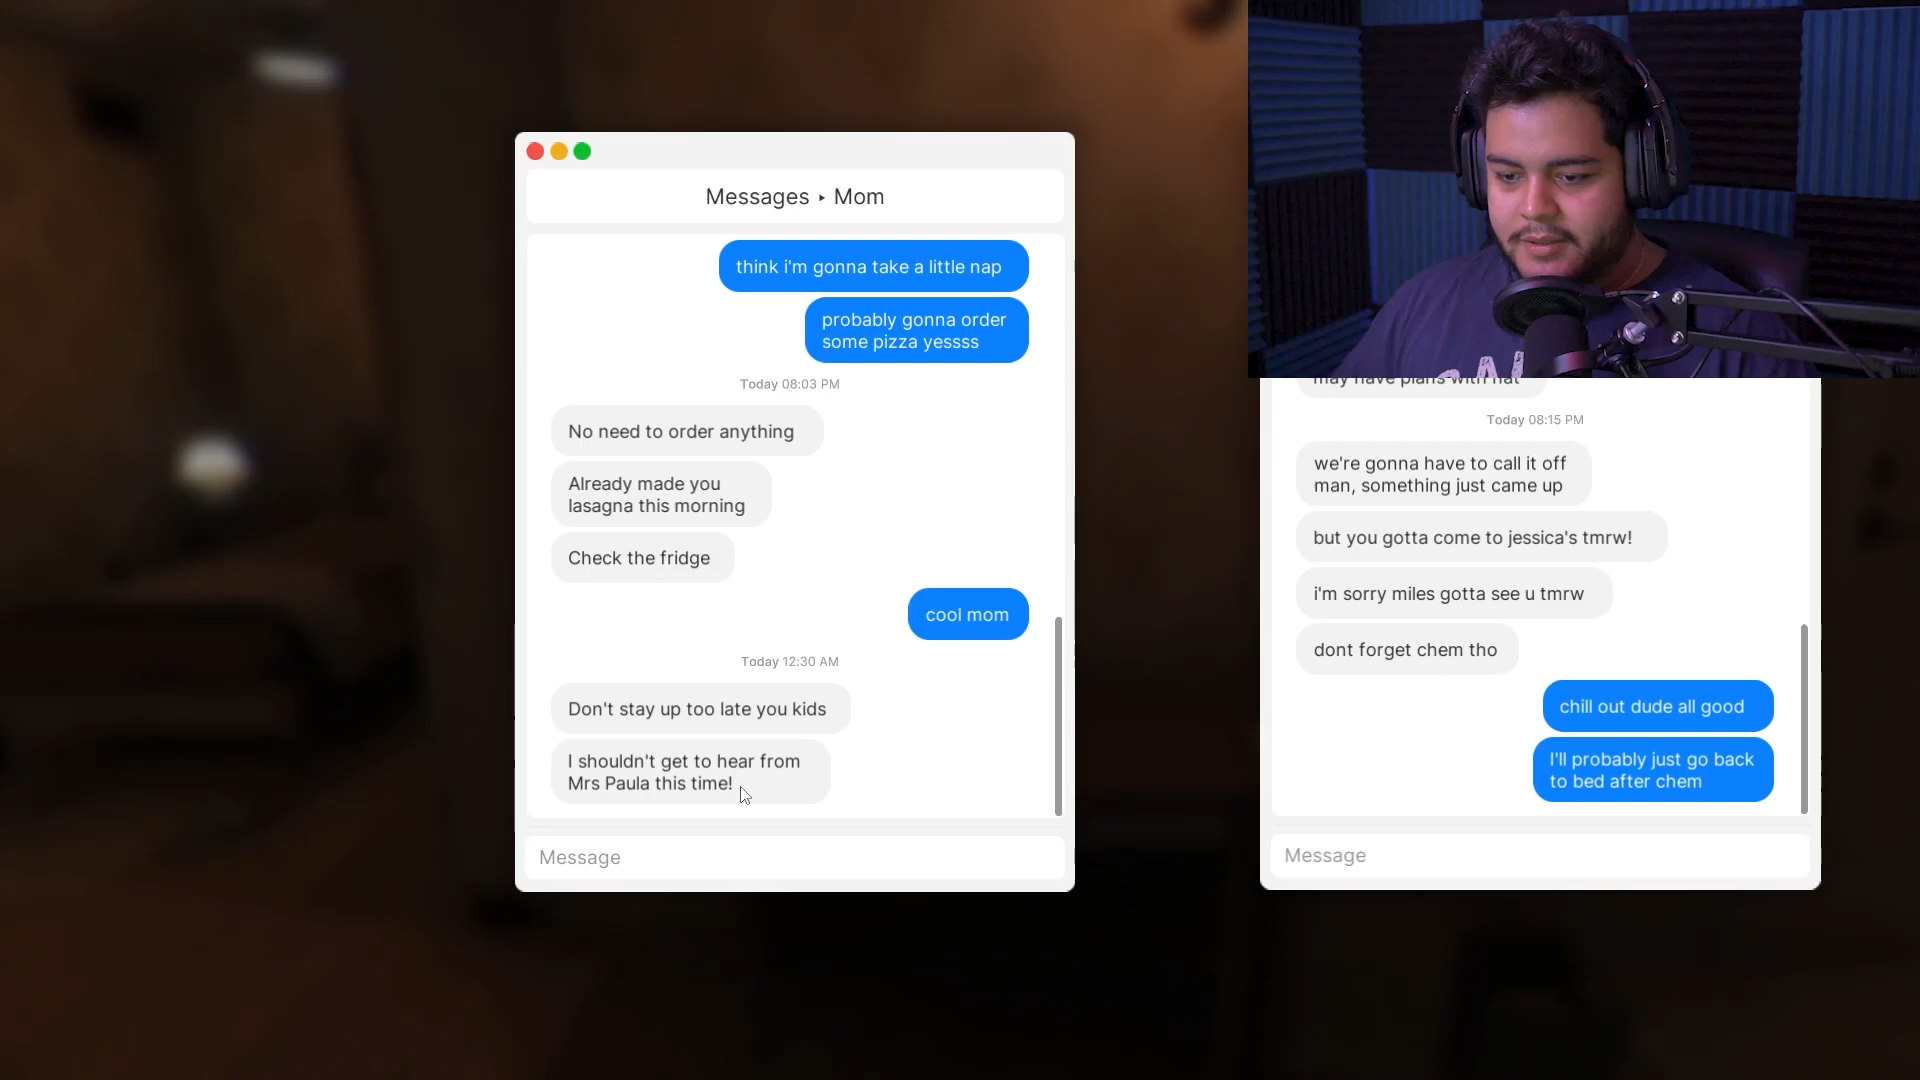 Messages ▸ Mom
think i'm gonna take a little nap
probably gonna order
some pizza yessss
Today 08:03 PM
No need to order anything
Already made you
lasagna this morning
Check the fridge
cool mom
Today 12:30 AM
Don't stay up too late you kids
I shouldn't get to hear from
Mrs Paula this time!
Message
may have plans with nat
Today 08:15 PM
we're gonna have to call it off
man, something just came up
but you gotta come to jessica's tmrw!
i'm sorry miles gotta see u tmrw
dont forget chem tho
chill out dude all good
I'll probably just go back
to bed after chem
Message